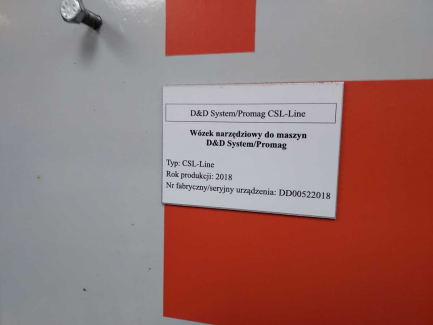 D&D System/Promag CSL-Line
Wózek narzędziowy do maszyn
D&D System/Promag
Typ: CSL-Line
Rok produkcji: 2018
Nr fabryczny/seryjny urządzenia: DD00522018